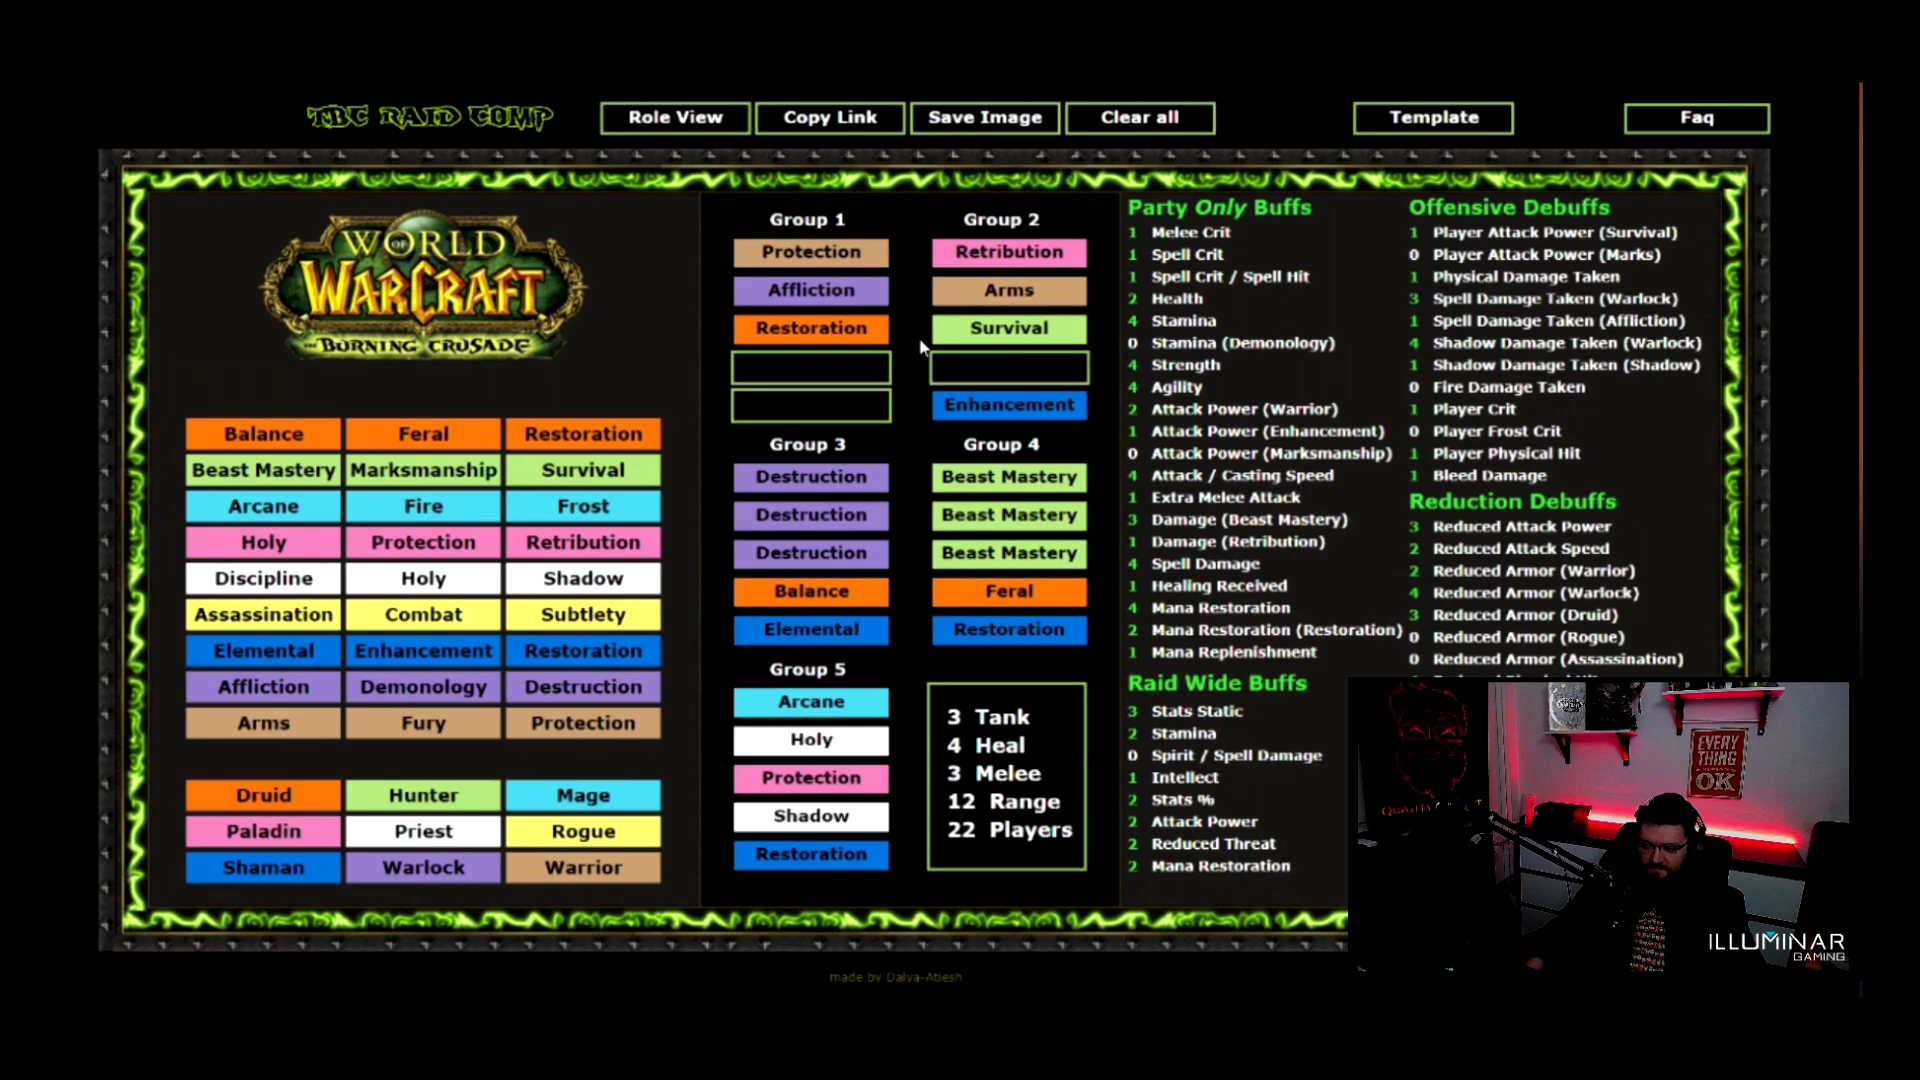 TBC RAID COMP
Role View
Copy Link
Save Image
Clear all
Template
Faq
WORLD
OF
WARCRAFT
THE BURNING CRUSADE
Balance Feral Restoration
Beast Mastery Marksmanship Survival
Arcane Fire Frost
Holy Protection Retribution
Discipline Holy Shadow
Assassination Combat Subtlety
Elemental Enhancement Restoration
Affliction Demonology Destruction
Arms Fury Protection
Druid Hunter Mage
Paladin Priest Rogue
Shaman Warlock Warrior
Group 1
Protection
Affliction
Restoration
Group 2
Retribution
Arms
Survival
Enhancement
Group 3
Destruction
Destruction
Destruction
Balance
Elemental
Group 4
Beast Mastery
Beast Mastery
Beast Mastery
Feral
Restoration
Group 5
Arcane
Holy
Protection
Shadow
Restoration
3 Tank
4 Heal
3 Melee
12 Range
22 Players
Party Only Buffs
1 Melee Crit
1 Spell Crit
1 Spell Crit / Spell Hit
2 Health
4 Stamina
0 Stamina (Demonology)
4 Strength
4 Agility
2 Attack Power (Warrior)
1 Attack Power (Enhancement)
0 Attack Power (Marksmanship)
4 Attack / Casting Speed
1 Extra Melee Attack
3 Damage (Beast Mastery)
1 Damage (Retribution)
4 Spell Damage
1 Healing Received
4 Mana Restoration
2 Mana Restoration (Restoration)
1 Mana Replenishment
Raid Wide Buffs
3 Stats Static
2 Stamina
0 Spirit / Spell Damage
1 Intellect
2 Stats %
2 Attack Power
2 Reduced Threat
2 Mana Restoration
Offensive Debuffs
1 Player Attack Power (Survival)
0 Player Attack Power (Marks)
1 Physical Damage Taken
3 Spell Damage Taken (Warlock)
1 Spell Damage Taken (Affliction)
4 Shadow Damage Taken (Warlock)
1 Shadow Damage Taken (Shadow)
0 Fire Damage Taken
1 Player Crit
0 Player Frost Crit
1 Player Physical Hit
1 Bleed Damage
Reduction Debuffs
3 Reduced Attack Power
2 Reduced Attack Speed
2 Reduced Armor (Warrior)
4 Reduced Armor (Warlock)
3 Reduced Armor (Druid)
0 Reduced Armor (Rogue)
0 Reduced Armor (Assassination)
EVERY
THING
OK
ILLUMINAR
GAMING
made by Dalya-Atiesh